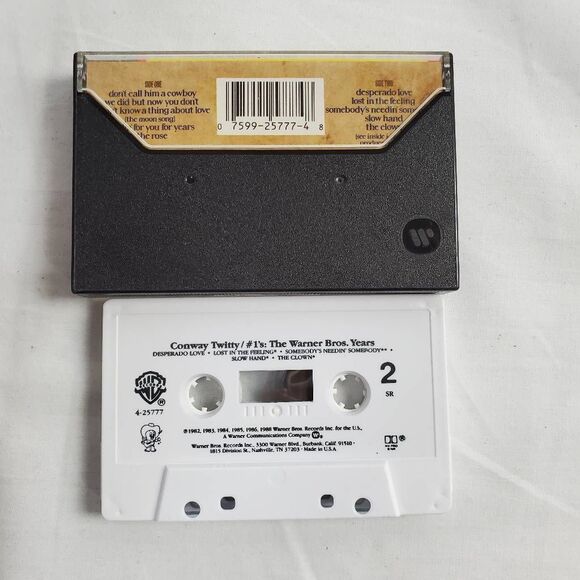 SIDE ONE
don't call him a cowboy
we did but now you don't
know a thing about love
(the moon song)
for you for years
the rose
0 7599-25777-4 8
SIDE TWO
desperado love
lost in the feeling
somebody's needin'
slow hand
the clown
(see inside
Conway Twitty / #1's: The Warner Bros. Years
DESPERADO LOVE • LOST IN THE FEELING* • SOMEBODY'S NEEDIN' SOMEBODY** •
SLOW HAND* • THE CLOWN*
WB
4-25777
2
SR
℗1982, 1983, 1984, 1985, 1986, 1988 Warner Bros. Records Inc. for the U.S.,
A Warner Communications Company
Warner Bros. Records Inc., 3300 Warner Blvd., Burbank, Calif. 91510 •
1815 Division St., Nashville, TN 37203 • Made in U.S.A.